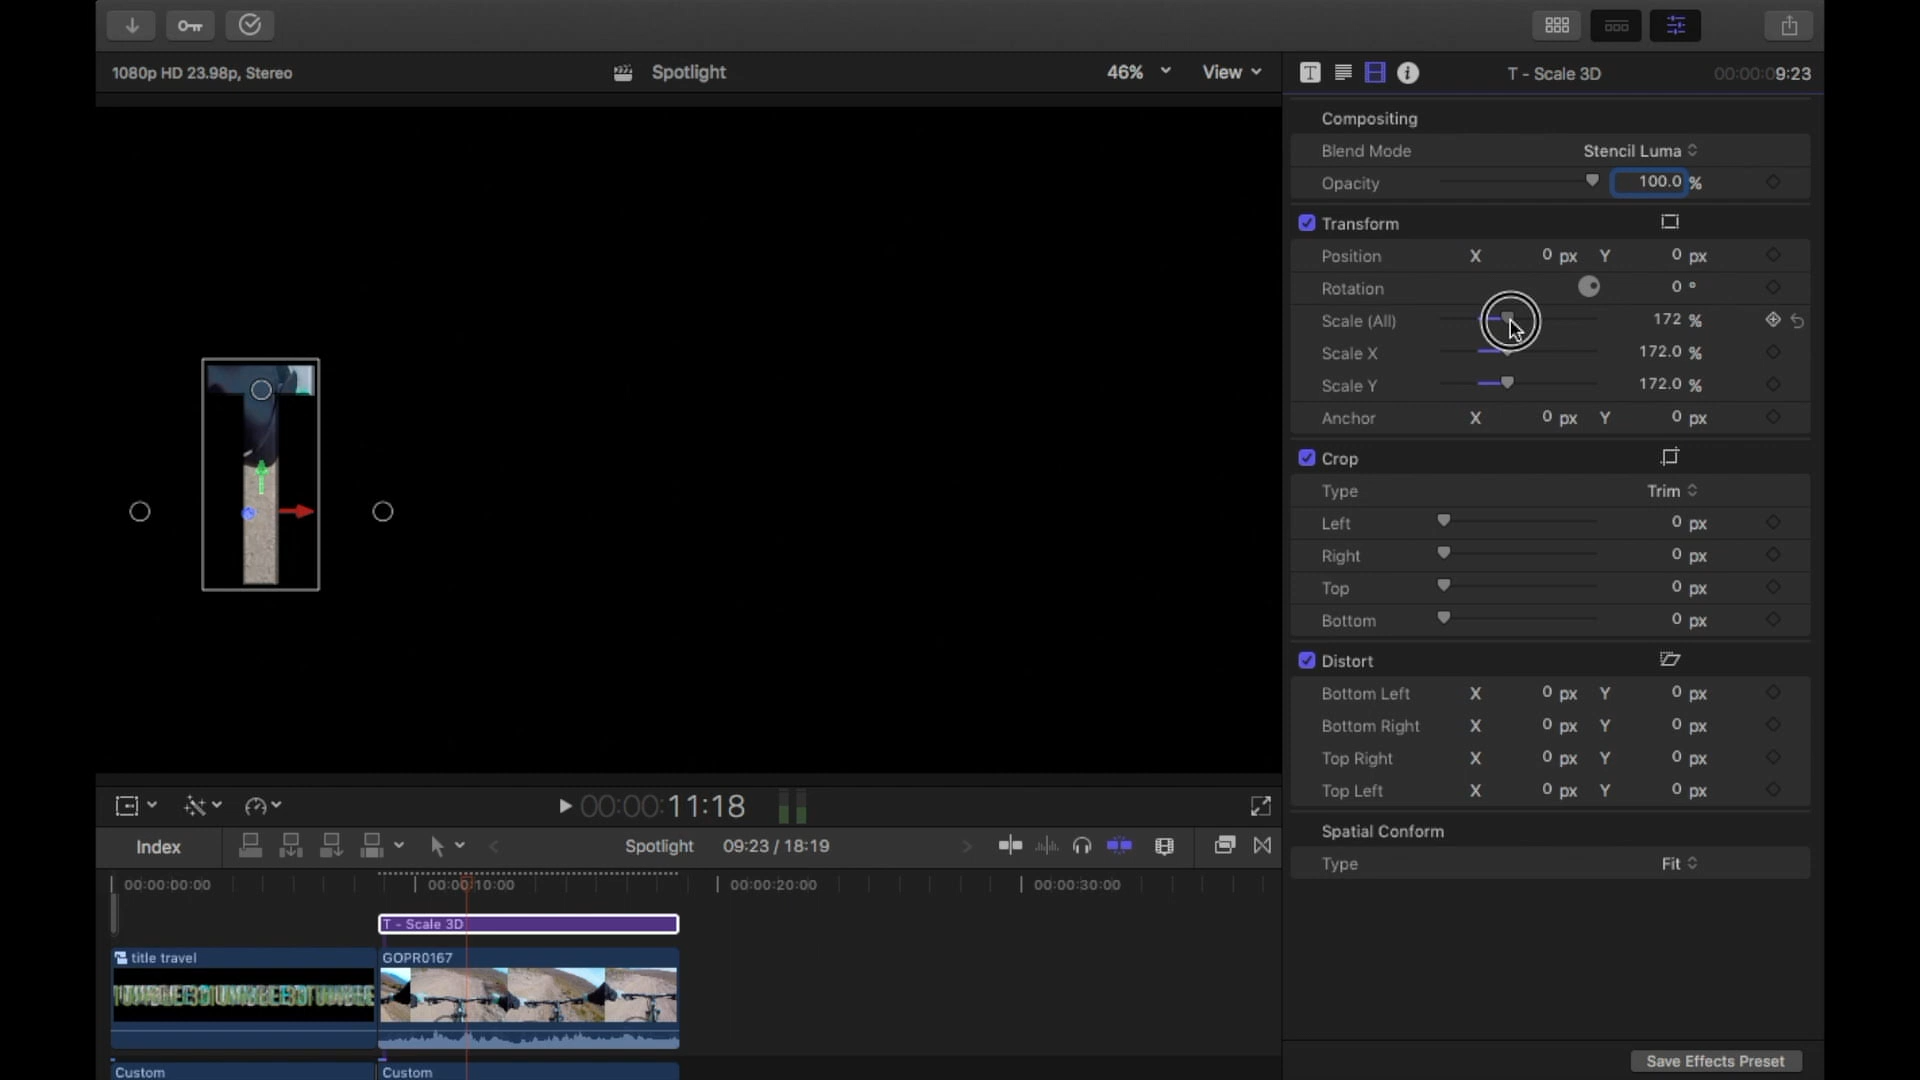 1080p HD 23.98p, Stereo
Spotlight
46%
View
T
T - Scale 3D
00:00:09:23
Compositing
Blend Mode Stencil Luma
Opacity 100.0 %
Transform
Position X 0 px Y 0 px
Rotation 0 °
Scale (All) 172 %
Scale X 172.0 %
Scale Y 172.0 %
Anchor X 0 px Y 0 px
Crop
Type Trim
Left 0 px
Right 0 px
Top 0 px
Bottom 0 px
Distort
Bottom Left X 0 px Y 0 px
Bottom Right X 0 px Y 0 px
Top Right X 0 px Y 0 px
Top Left X 0 px Y 0 px
Spatial Conform
Type Fit
Save Effects Preset
T
00:00:11:18
Index
Spotlight
09:23 / 18:19
00:00:00:00
00:00:10:00
00:00:20:00
00:00:30:00
T - Scale 3D
title travel
GOPR0167
Custom
Custom